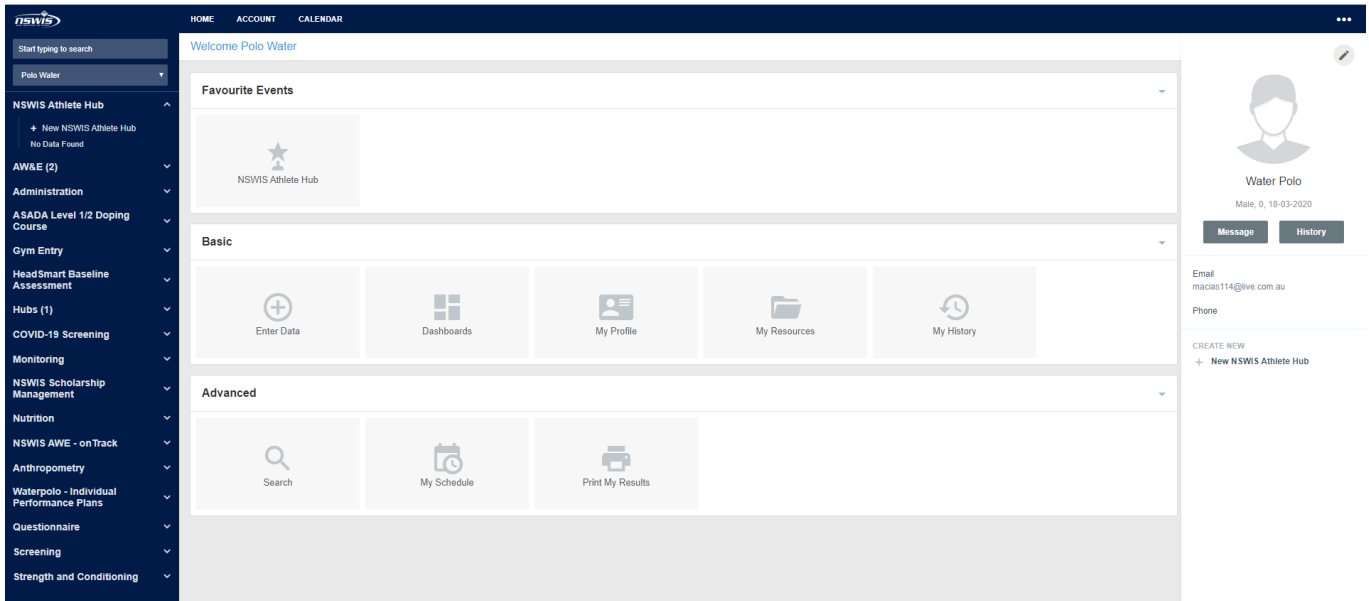 nswis
HOME ACCOUNT CALENDAR
Start typing to search
Polo Water
NSWIS Athlete Hub
+ New NSWIS Athlete Hub
No Data Found
AW&E (2)
Administration
ASADA Level 1/2 Doping
Course
Gym Entry
HeadSmart Baseline
Assessment
Hubs (1)
COVID-19 Screening
Monitoring
NSWIS Scholarship
Management
Nutrition
NSWIS AWE - onTrack
Anthropometry
Waterpolo - Individual
Performance Plans
Questionnaire
Screening
Strength and Conditioning
Welcome Polo Water
Favourite Events
NSWIS Athlete Hub
Basic
Enter Data
Dashboards
My Profile
My Resources
My History
Advanced
Search
My Schedule
Print My Results
Water Polo
Male, 0, 18-03-2020
Message
History
Email
macias114@live.com.au
Phone
CREATE NEW
+ New NSWIS Athlete Hub